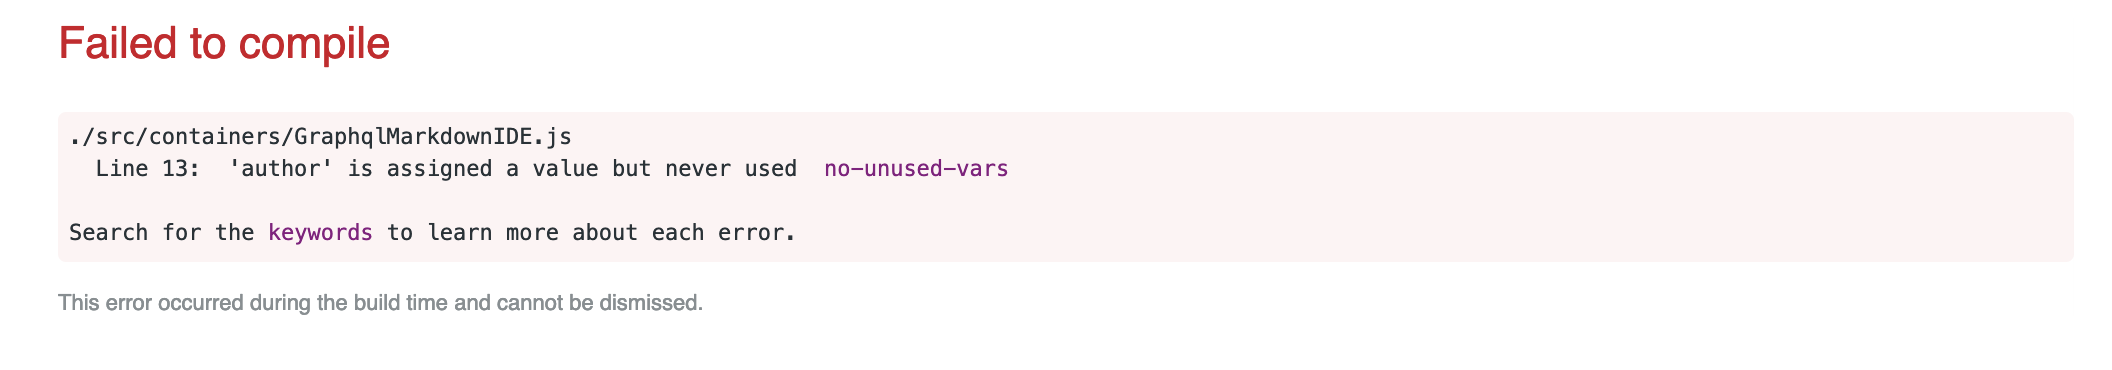 Failed to compile
./src/containers/GraphqlMarkdownIDE.js
  Line 13:  'author' is assigned a value but never used  no-unused-vars
Search for the keywords to learn more about each error.
This error occurred during the build time and cannot be dismissed.